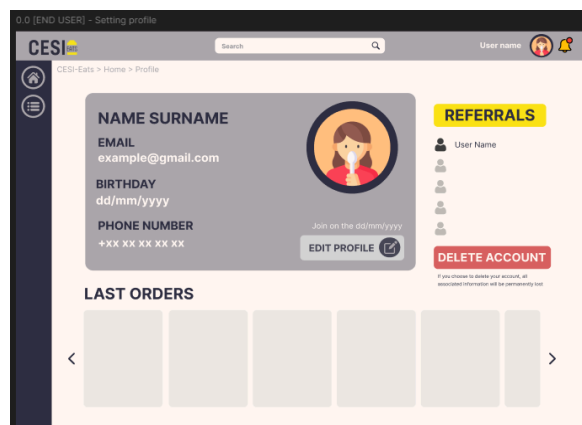 0.0 [END USER] - Setting profile
CESI EATS
Search
User name
CESI-Eats > Home > Profile
NAME SURNAME
EMAIL
example@gmail.com
BIRTHDAY
dd/mm/yyyy
PHONE NUMBER
+xx xx xx xx xx
Join on the dd/mm/yyyy
EDIT PROFILE
REFERRALS
User Name
DELETE ACCOUNT
If you choose to delete your account, all
associated information will be permanently lost
LAST ORDERS